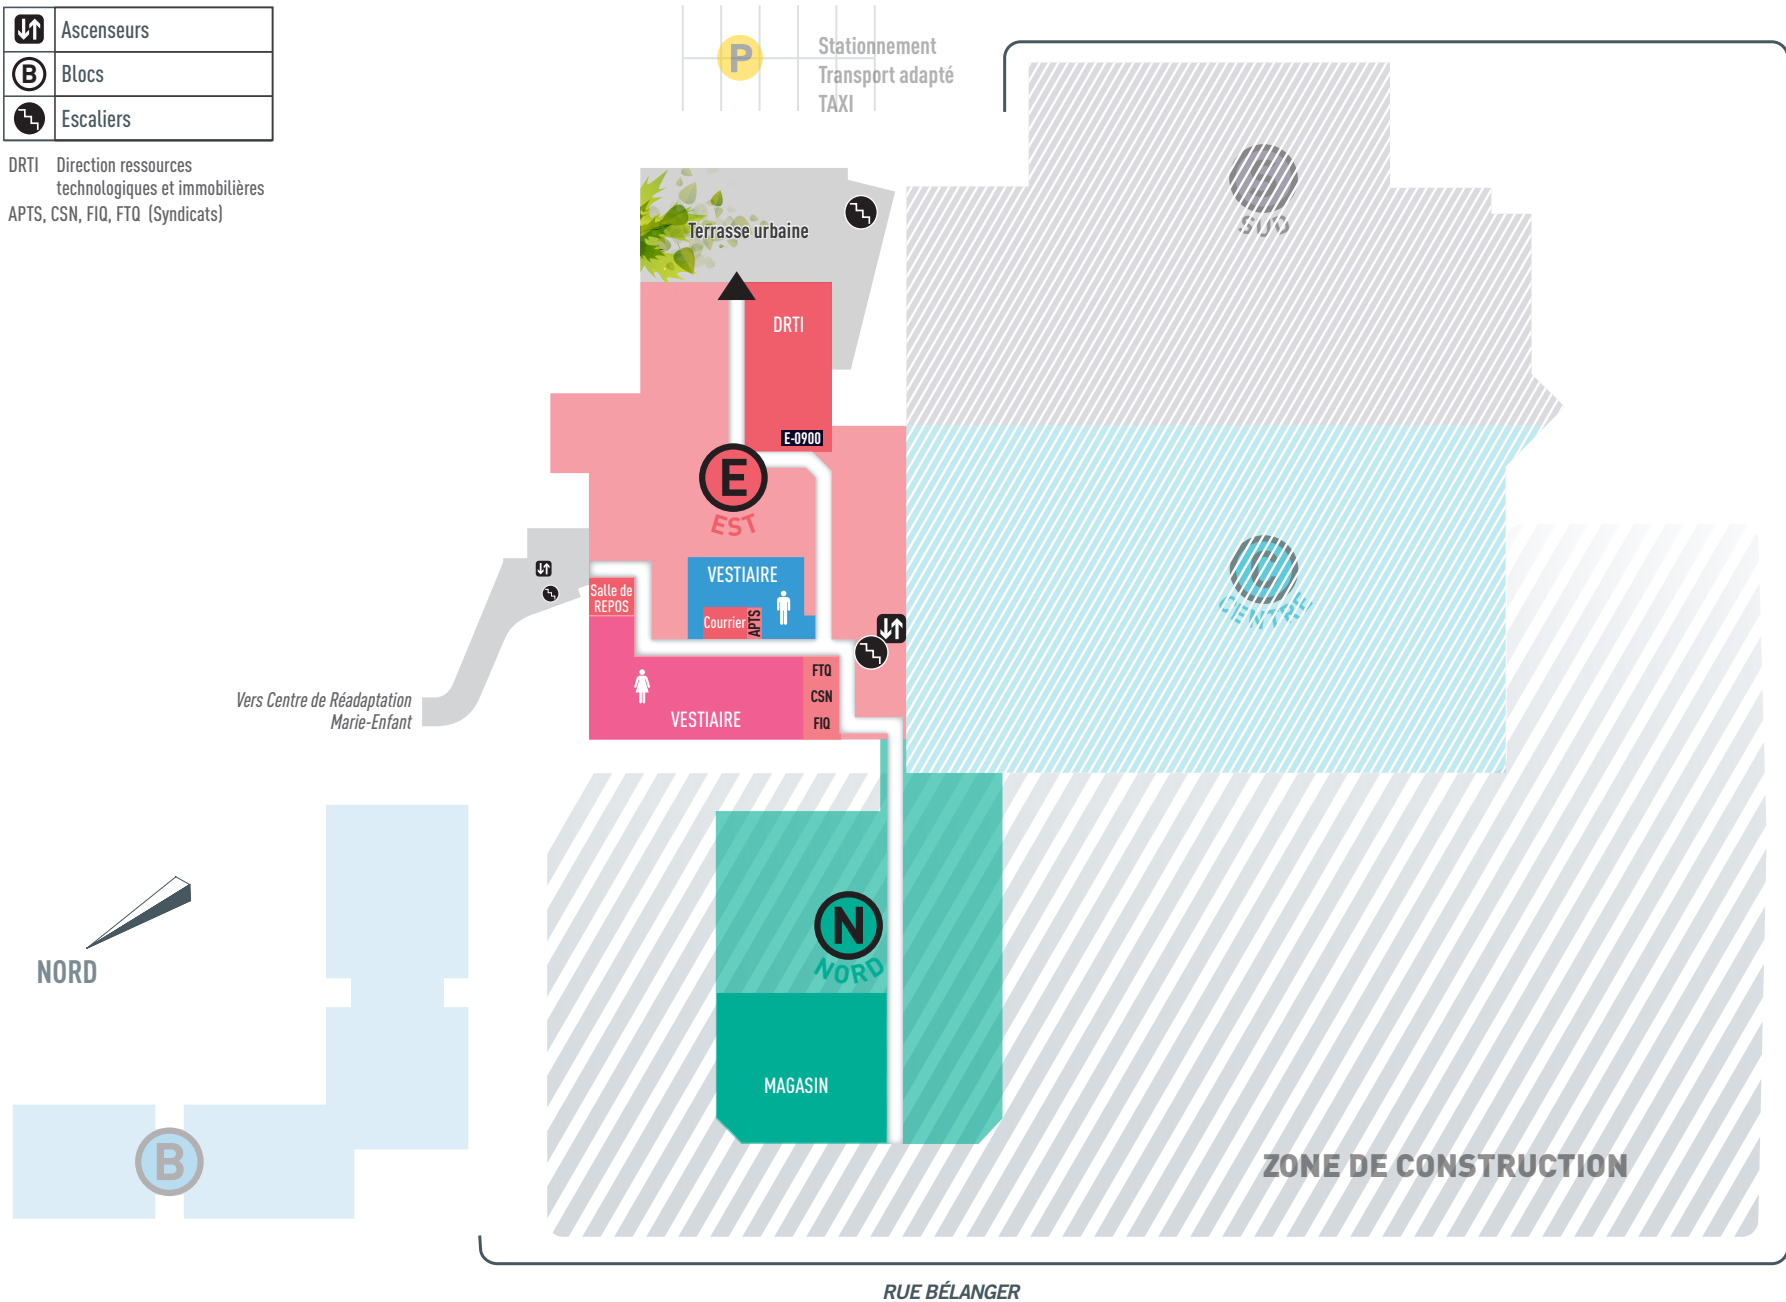 Ascenseurs
B Blocs
Escaliers
DRTI Direction ressources
technologiques et immobilières
APTS, CSN, FIQ, FTQ (Syndicats)
P
Stationnement
Transport adapté
TAXI
S
SUD
Terrasse urbaine
DRTI
E-0900
E
EST
C
CENTRE
VESTIAIRE
Salle de
REPOS
Courrier
APTS
FTQ
CSN
FIQ
VESTIAIRE
Vers Centre de Réadaptation
Marie-Enfant
N
NORD
NORD
MAGASIN
B
ZONE DE CONSTRUCTION
RUE BÉLANGER